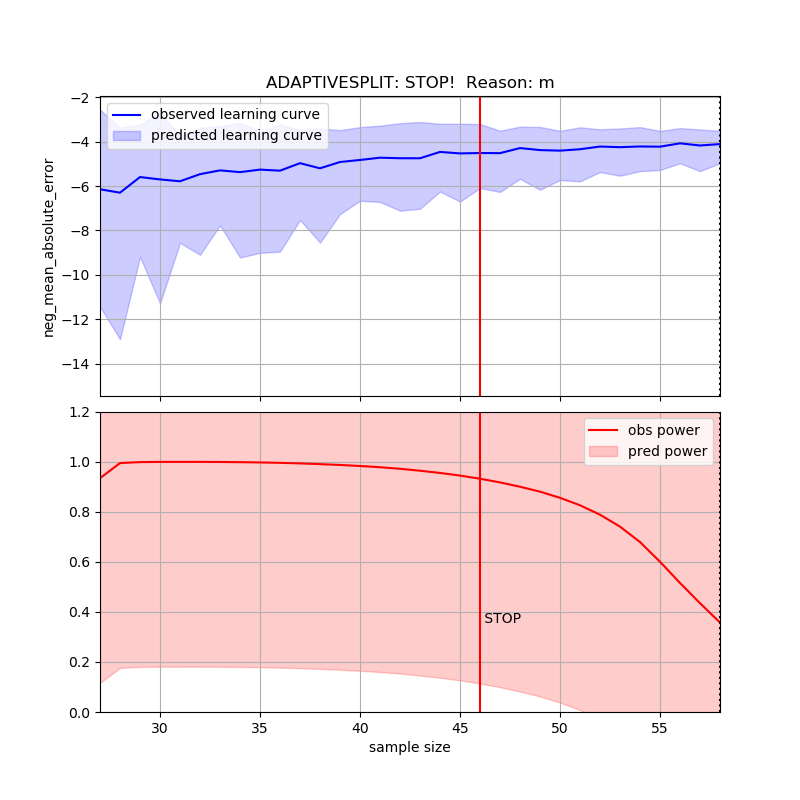 ADAPTIVESPLIT: STOP!  Reason: m
observed learning curve
predicted learning curve
neg_mean_absolute_error
−2
−4
−6
−8
−10
−12
−14
obs power
pred power
1.2
1.0
0.8
0.6
0.4
0.2
0.0
STOP
30 35 40 45 50 55
sample size